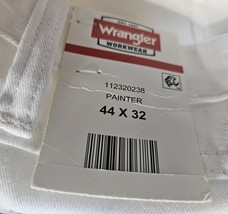 Wrangler
WORKWEAR
112320238
PAINTER
44 X 32